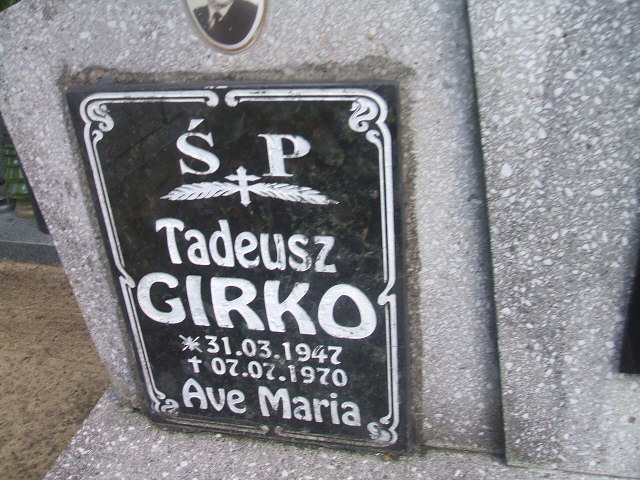 Ś P
Tadeusz
GIRKO
* 31.03.1947
† 07.07.1970
Ave Maria